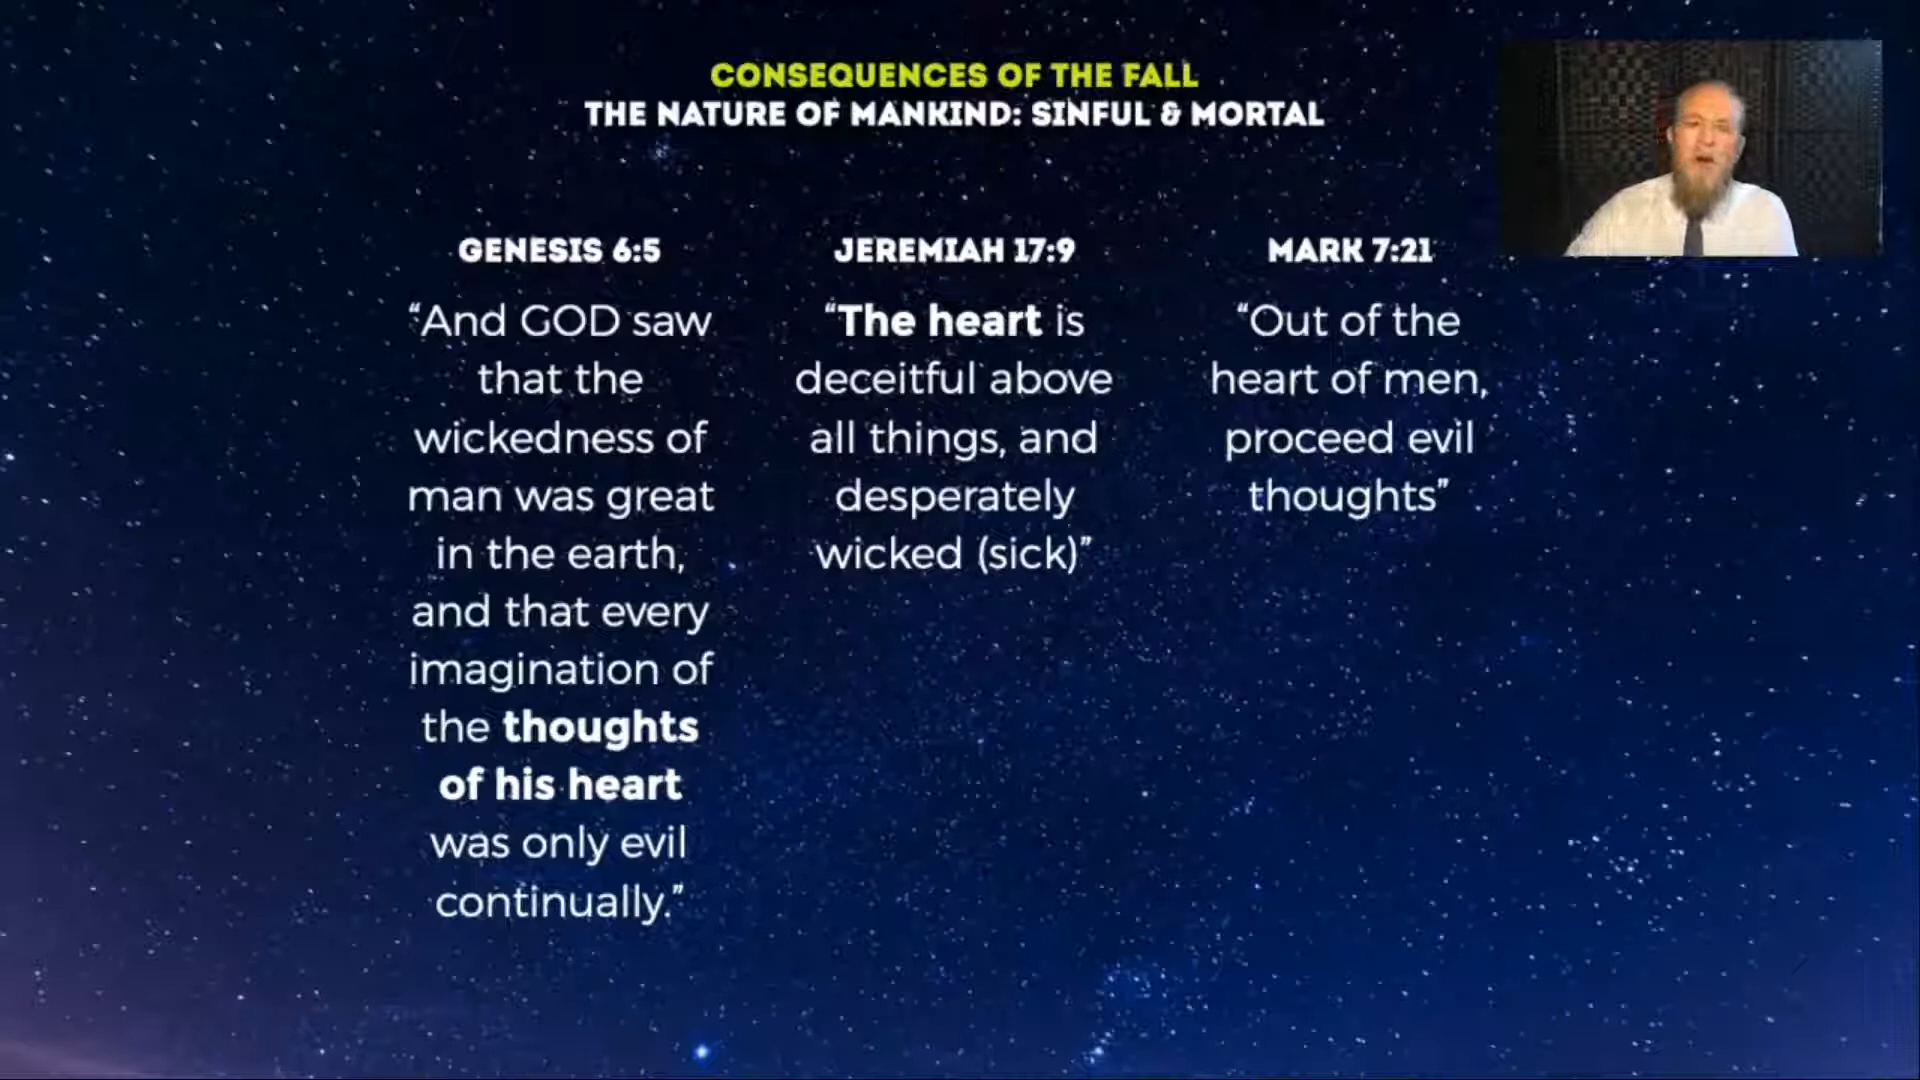 CONSEQUENCES OF THE FALL
THE NATURE OF MANKIND: SINFUL & MORTAL
GENESIS 6:5
“And GOD saw
that the
wickedness of
man was great
in the earth,
and that every
imagination of
the thoughts
of his heart
was only evil
continually.”
JEREMIAH 17:9
“The heart is
deceitful above
all things, and
desperately
wicked (sick)”
MARK 7:21
“Out of the
heart of men,
proceed evil
thoughts”